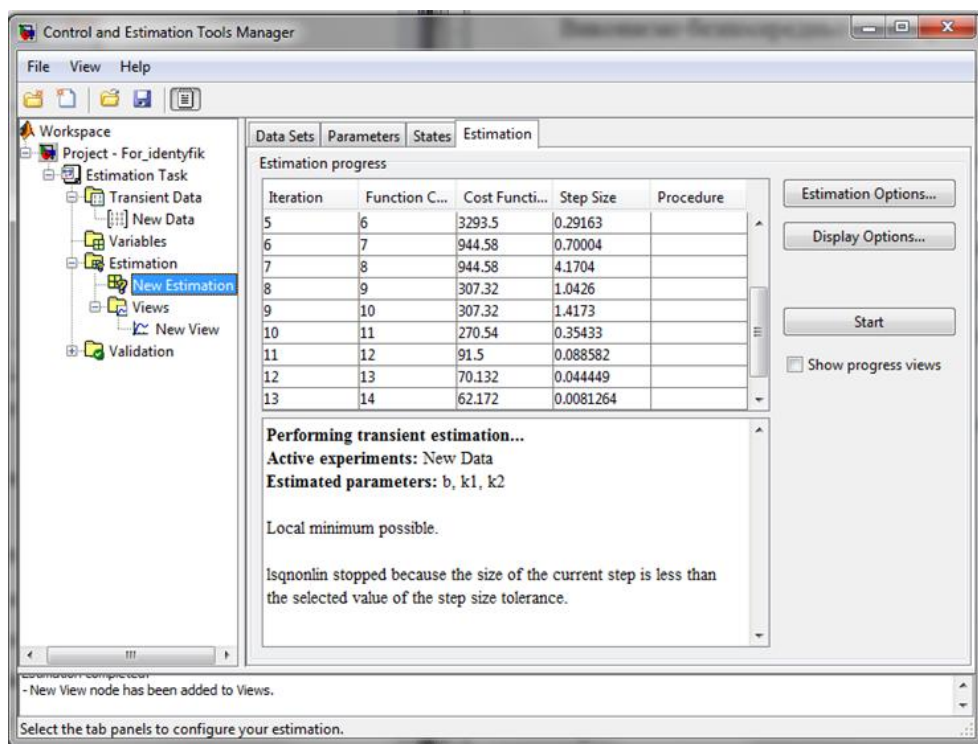 Control and Estimation Tools Manager
File View Help
Workspace
Project - For_identyfik
Estimation Task
Transient Data
New Data
Variables
Estimation
New Estimation
Views
New View
Validation
Data Sets Parameters States Estimation
Estimation progress
Iteration Function C... Cost Functi... Step Size Procedure
5 6 3293.5 0.29163
6 7 944.58 0.70004
7 8 944.58 4.1704
8 9 307.32 1.0426
9 10 307.32 1.4173
10 11 270.54 0.35433
11 12 91.5 0.088582
12 13 70.132 0.044449
13 14 62.172 0.0081264
Performing transient estimation...
Active experiments: New Data
Estimated parameters: b, k1, k2
Local minimum possible.
lsqnonlin stopped because the size of the current step is less than
the selected value of the step size tolerance.
Estimation Options...
Display Options...
Start
Show progress views
- New View node has been added to Views.
Select the tab panels to configure your estimation.